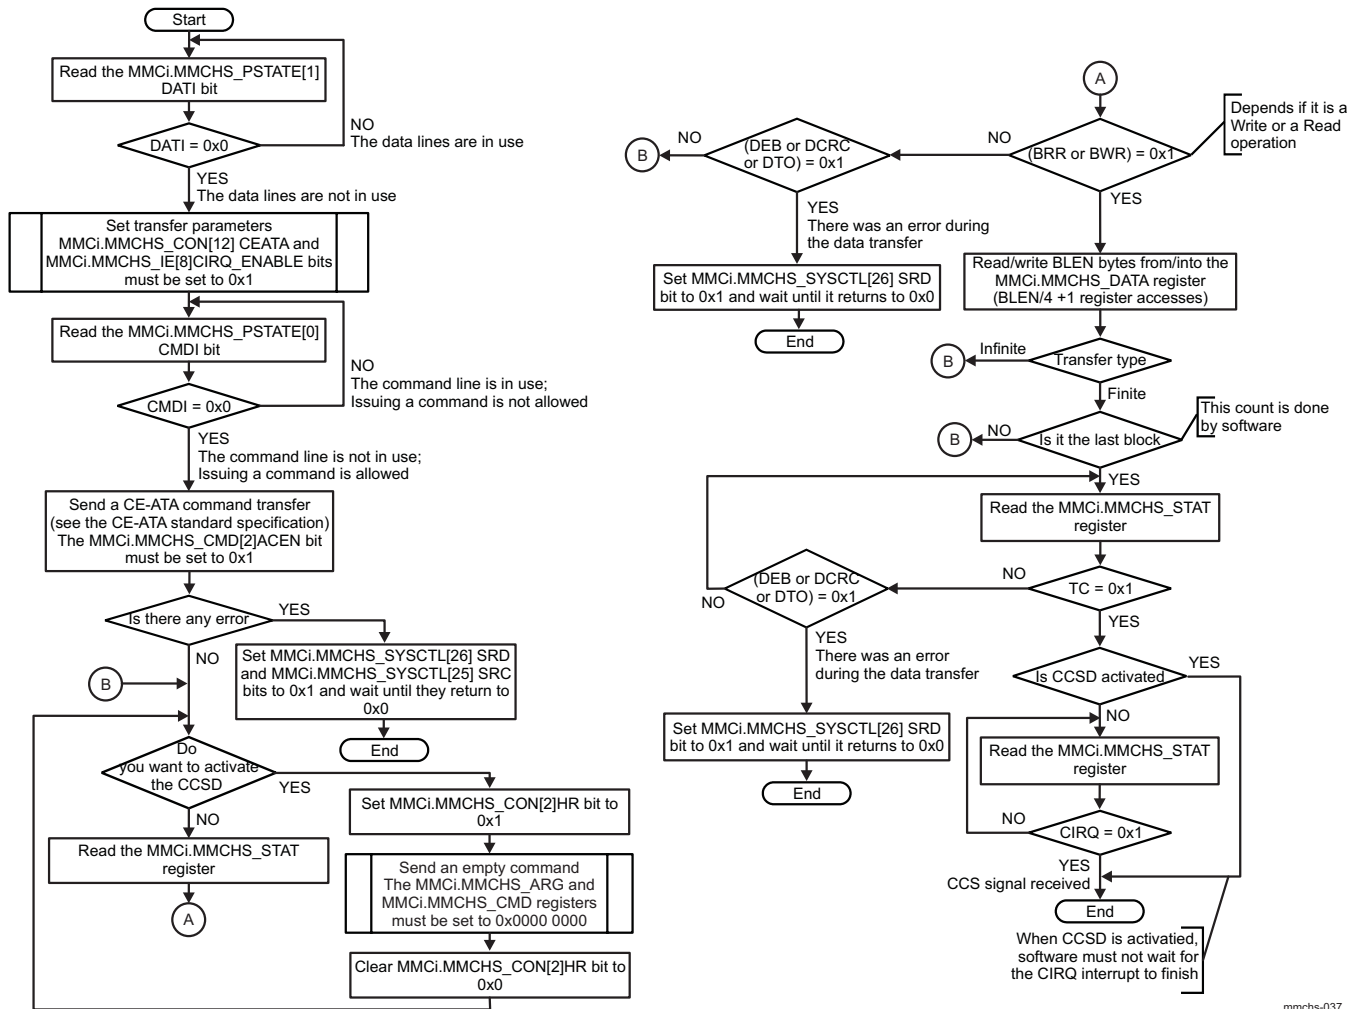 Start
Read the MMCi.MMCHS_PSTATE[1]
DATI bit
NO
The data lines are in use
DATI = 0x0
YES
The data lines are not in use
Set transfer parameters
MMCi.MMCHS_CON[12] CEATA and
MMCi.MMCHS_IE[8]CIRQ_ENABLE bits
must be set to 0x1
Read the MMCi.MMCHS_PSTATE[0]
CMDI bit
NO
The command line is in use;
Issuing a command is not allowed
CMDI = 0x0
YES
The command line is not in use;
Issuing a command is allowed
Send a CE-ATA command transfer
(see the CE-ATA standard specification)
The MMCi.MMCHS_CMD[2]ACEN bit
must be set to 0x1
Is there any error
YES
NO
Set MMCi.MMCHS_SYSCTL[26] SRD
and MMCi.MMCHS_SYSCTL[25] SRC
bits to 0x1 and wait until they return to
0x0
End
B
Do
you want to activate
the CCSD
YES
NO
Read the MMCi.MMCHS_STAT
register
A
Set MMCi.MMCHS_CON[2]HR bit to
0x1
Send an empty command
The MMCi.MMCHS_ARG and
MMCi.MMCHS_CMD registers
must be set to 0x0000 0000
Clear MMCi.MMCHS_CON[2]HR bit to
0x0
A
Depends if it is a
Write or a Read
operation
(BRR or BWR) = 0x1
NO
(DEB or DCRC
or DTO) = 0x1
NO
B
YES
There was an error during
the data transfer
Set MMCi.MMCHS_SYSCTL[26] SRD
bit to 0x1 and wait until it returns to 0x0
End
YES
Read/write BLEN bytes from/into the
MMCi.MMCHS_DATA register
(BLEN/4 +1 register accesses)
Transfer type
Infinite
B
Finite
Is it the last block
This count is done
by software
NO
B
YES
Read the MMCi.MMCHS_STAT
register
TC = 0x1
NO
(DEB or DCRC
or DTO) = 0x1
NO
YES
There was an error
during the data transfer
Set MMCi.MMCHS_SYSCTL[26] SRD
bit to 0x1 and wait until it returns to 0x0
End
YES
Is CCSD activated
YES
NO
Read the MMCi.MMCHS_STAT
register
CIRQ = 0x1
NO
YES
CCS signal received
End
When CCSD is activatied,
software must not wait for
the CIRQ interrupt to finish
mmchs-037